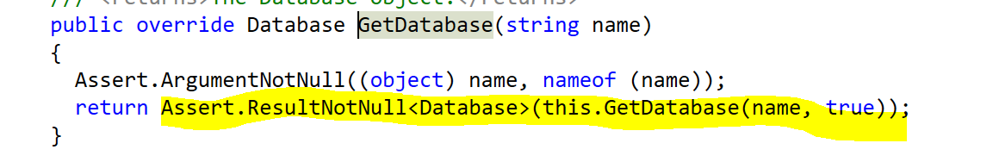 /// <returns>The Database object.</returns>
public override Database GetDatabase(string name)
{
Assert.ArgumentNotNull((object) name, nameof (name));
return Assert.ResultNotNull<Database>(this.GetDatabase(name, true));
}